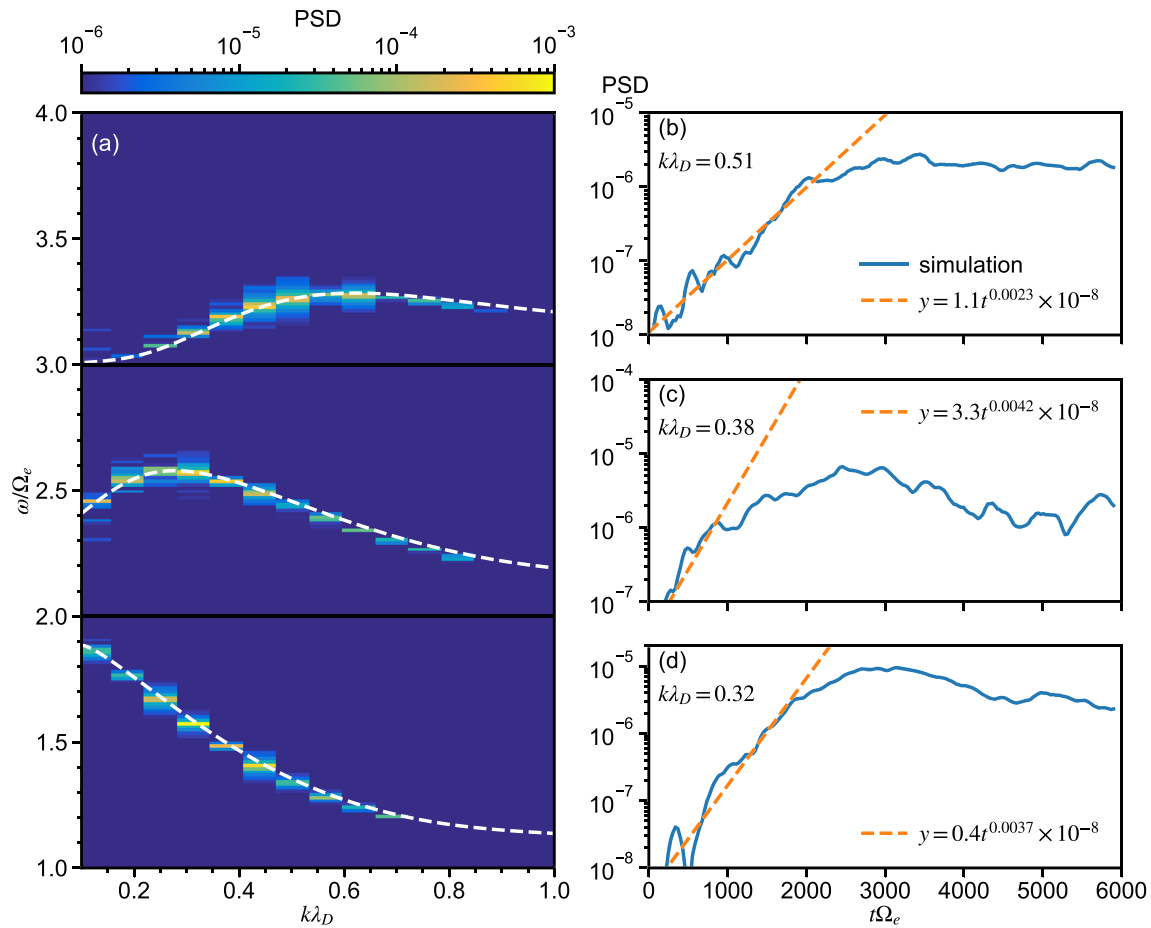 PSD
10⁻⁶ 10⁻⁵ 10⁻⁴ 10⁻³
(a)
4.0
3.5
3.0
2.5
2.0
1.5
1.0
ω/Ωₑ
0.2 0.4 0.6 0.8 1.0
kλ_D
PSD
10⁻⁵
10⁻⁶
10⁻⁷
10⁻⁸
(b)
kλ_D = 0.51
simulation
y = 1.1t^0.0023 × 10⁻⁸
10⁻⁴
10⁻⁵
10⁻⁶
10⁻⁷
(c)
kλ_D = 0.38
y = 3.3t^0.0042 × 10⁻⁸
10⁻⁵
10⁻⁶
10⁻⁷
10⁻⁸
(d)
kλ_D = 0.32
y = 0.4t^0.0037 × 10⁻⁸
0 1000 2000 3000 4000 5000 6000
tΩₑ